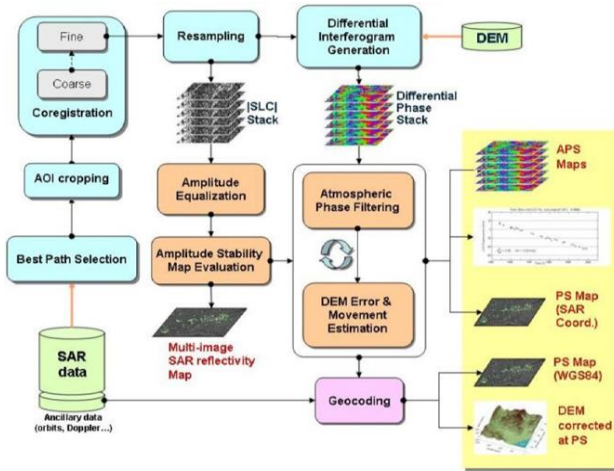 Fine
Coarse
Coregistration
Resampling
Differential
Interferogram
Generation
DEM
|SLC|
Stack
Differential
Phase
Stack
APS
Maps
AOI cropping
Amplitude
Equalization
Atmospheric
Phase Filtering
Best Path Selection
Amplitude Stability
Map Evaluation
DEM Error &
Movement
Estimation
PS Map
(SAR
Coord.)
Multi-image
SAR reflectivity
Map
SAR
data
PS Map
(WGS84)
Geocoding
Ancillary data
(orbits, Doppler...)
DEM
corrected
at PS